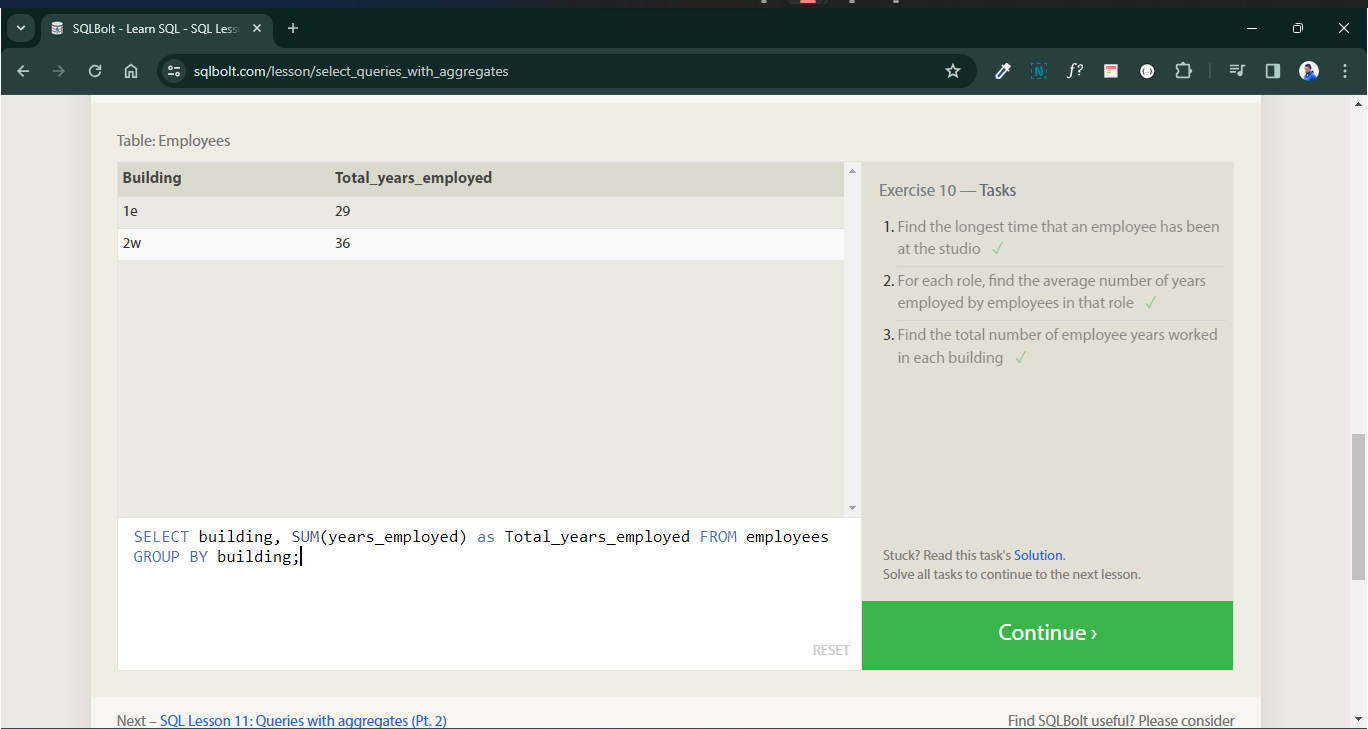 SQLBolt - Learn SQL - SQL Less
sqlbolt.com/lesson/select_queries_with_aggregates
f?
Table: Employees
Building Total_years_employed
1e 29
2w 36
Exercise 10 — Tasks
1. Find the longest time that an employee has been
at the studio ✓
2. For each role, find the average number of years
employed by employees in that role ✓
3. Find the total number of employee years worked
in each building ✓
SELECT building, SUM(years_employed) as Total_years_employed FROM employees
GROUP BY building;
RESET
Stuck? Read this task's Solution.
Solve all tasks to continue to the next lesson.
Continue ›
Next – SQL Lesson 11: Queries with aggregates (Pt. 2)
Find SQLBolt useful? Please consider